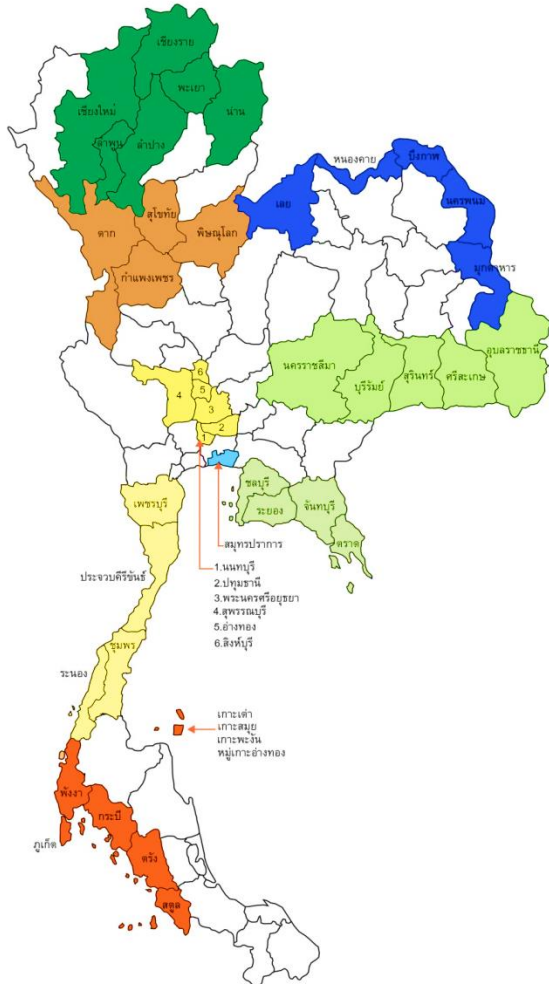 เชียงราย
พะเยา
เชียงใหม่
น่าน
ลำพูน
ลำปาง
หนองคาย
บึงกาฬ
เลย
นครพนม
สุโขทัย
ตาก
พิษณุโลก
มุกดาหาร
กำแพงเพชร
อุบลราชธานี
นครราชสีมา
บุรีรัมย์
สุรินทร์
ศรีสะเกษ
6
5
4
3
2
1
ชลบุรี
ระยอง
จันทบุรี
ตราด
เพชรบุรี
สมุทรปราการ
ประจวบคีรีขันธ์
1.นนทบุรี
2.ปทุมธานี
3.พระนครศรีอยุธยา
4.สุพรรณบุรี
5.อ่างทอง
6.สิงห์บุรี
ชุมพร
ระนอง
เกาะเต่า
เกาะสมุย
เกาะพะงัน
หมู่เกาะอ่างทอง
พังงา
กระบี่
ภูเก็ต
ตรัง
สตูล